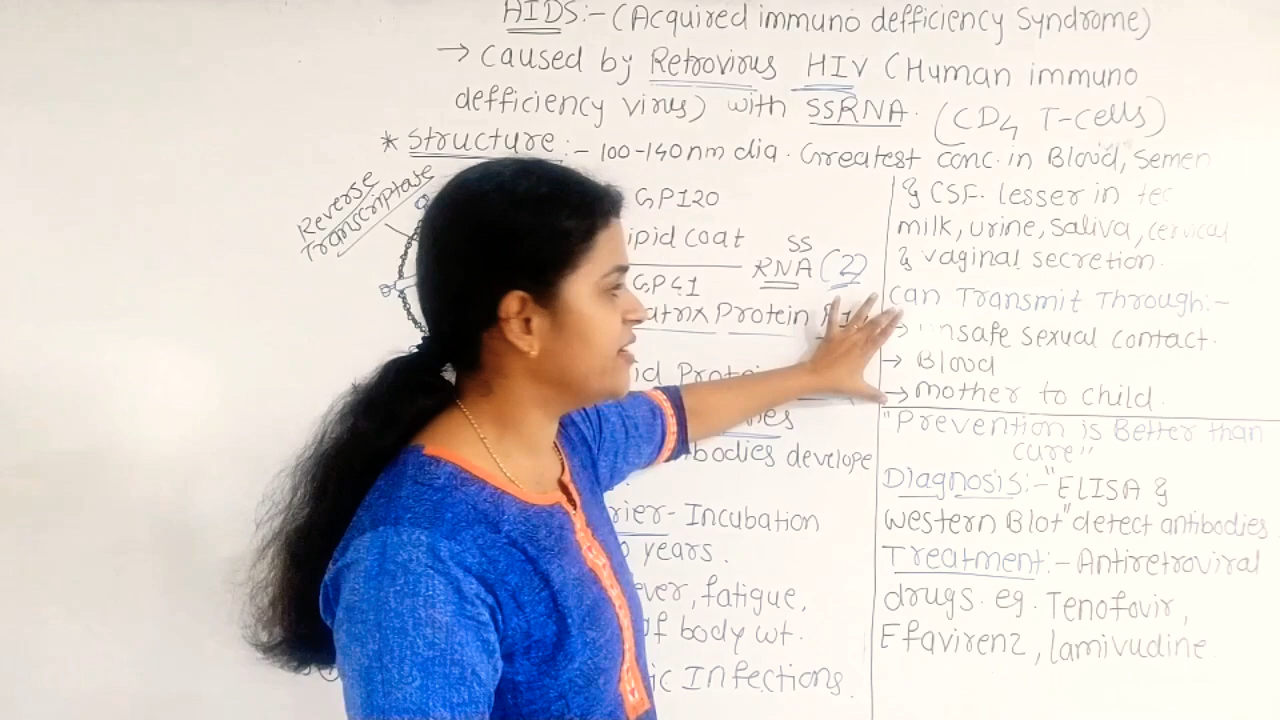 AIDS:- (Acquired immuno defficiency Syndrome)
→ caused by Retrovirus HIV (Human immuno
defficiency virus) with SSRNA. (CD4 T-cells)
* Structure:- 100-140nm dia. Greatest conc. in Blood, Semen
& CSF. lesser in
milk, urine, Saliva, cervical
& vaginal secretion.
Can Transmit Through:-
→ unsafe sexual contact.
→ Blood
→ mother to child.
"Prevention is Better than
cure"
Diagnosis:- "ELISA &
Western Blot" detect antibodies.
Treatment:- Antiretroviral
drugs. eg. Tenofovir,
Efavirenz, lamivudine.
Reverse
Transcriptase
GP120
coat
SS
RNA (2)
GP41
Protein
develope
Incubation
years.
fatigue,
of body wt.
Infections.